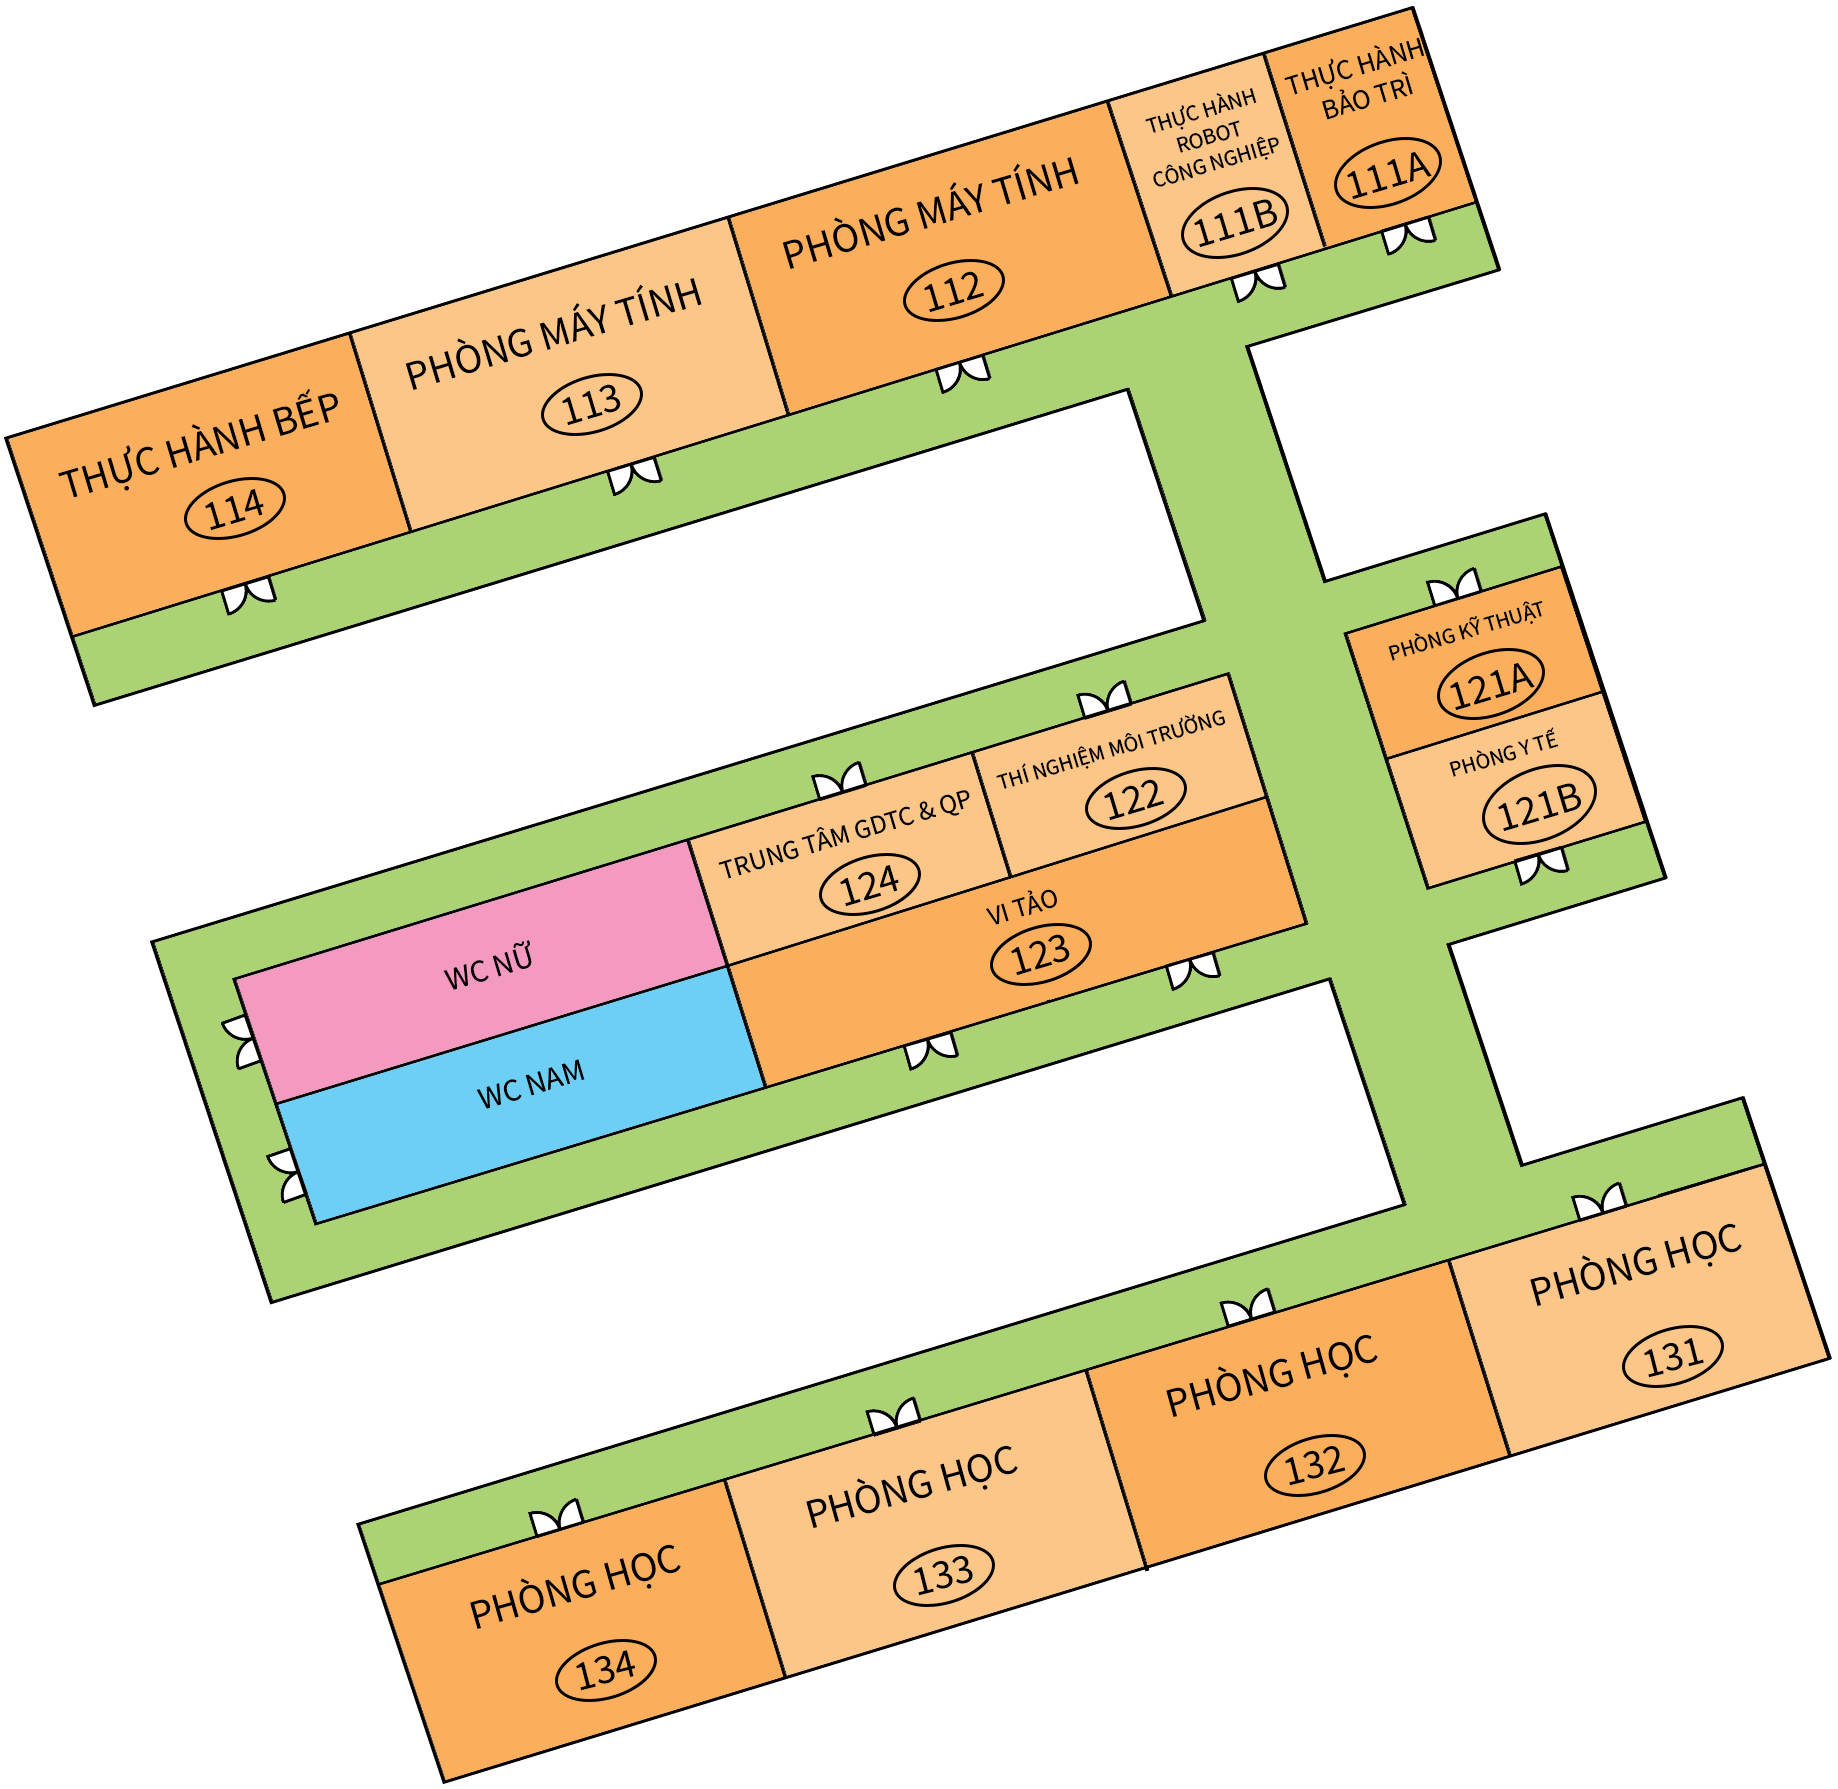 THỰC HÀNH BẾP
114
PHÒNG MÁY TÍNH
113
PHÒNG MÁY TÍNH
112
THỰC HÀNH
ROBOT
CÔNG NGHIỆP
111B
THỰC HÀNH
BẢO TRÌ
111A
PHÒNG KỸ THUẬT
121A
PHÒNG Y TẾ
121B
THÍ NGHIỆM MÔI TRƯỜNG
122
TRUNG TÂM GDTC & QP
124
VI TẢO
123
WC NỮ
WC NAM
PHÒNG HỌC
131
PHÒNG HỌC
132
PHÒNG HỌC
133
PHÒNG HỌC
134